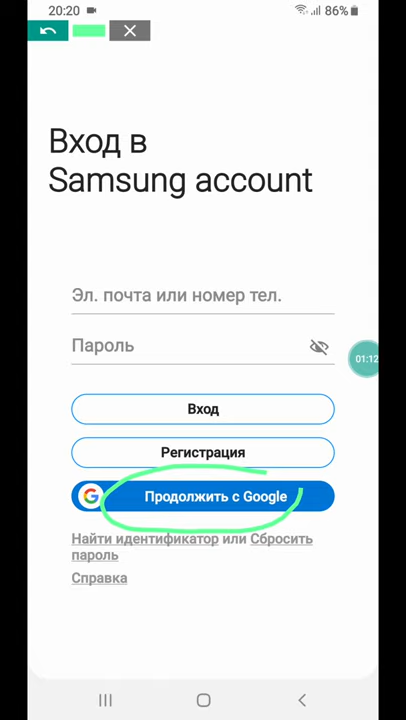 20:20 86%
Вход в
Samsung account
Эл. почта или номер тел.
Пароль
01:12
Вход
Регистрация
G Продолжить с Google
Найти идентификатор или Сбросить
пароль
Справка